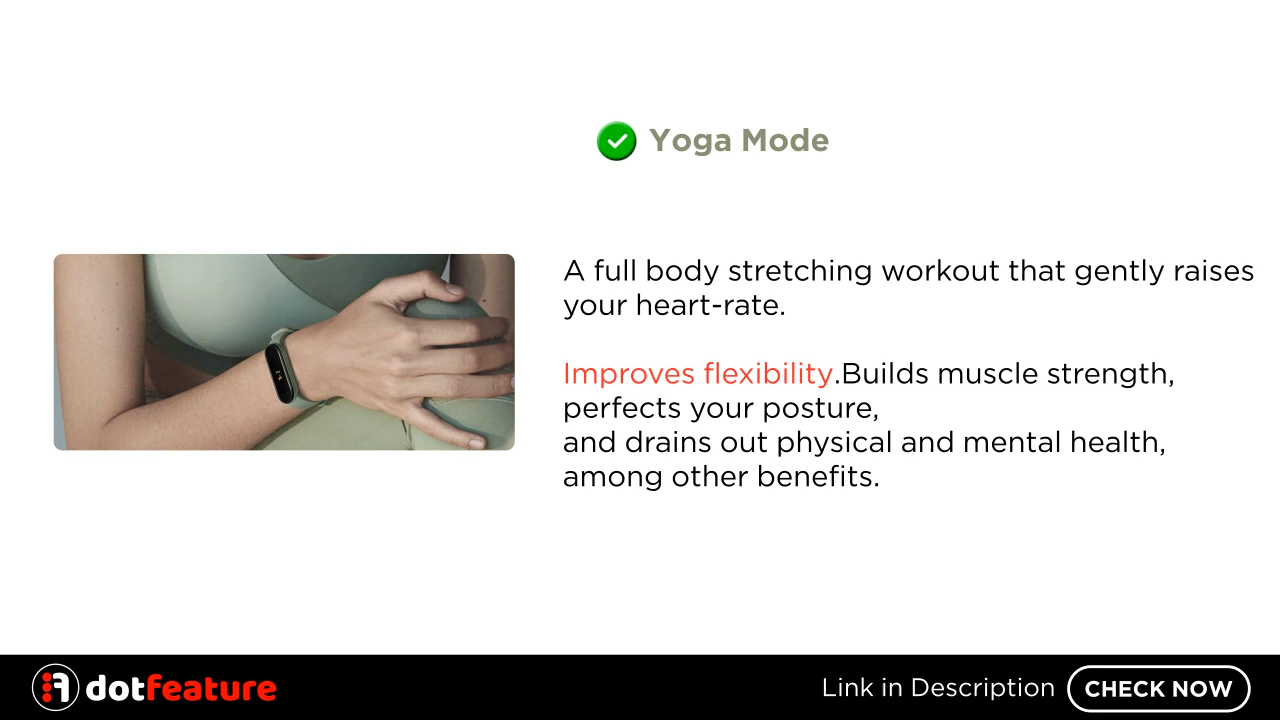 Yoga Mode
A full body stretching workout that gently raises
your heart-rate.
Improves flexibility.Builds muscle strength,
perfects your posture,
and drains out physical and mental health,
among other benefits.
dotfeature
Link in Description
CHECK NOW